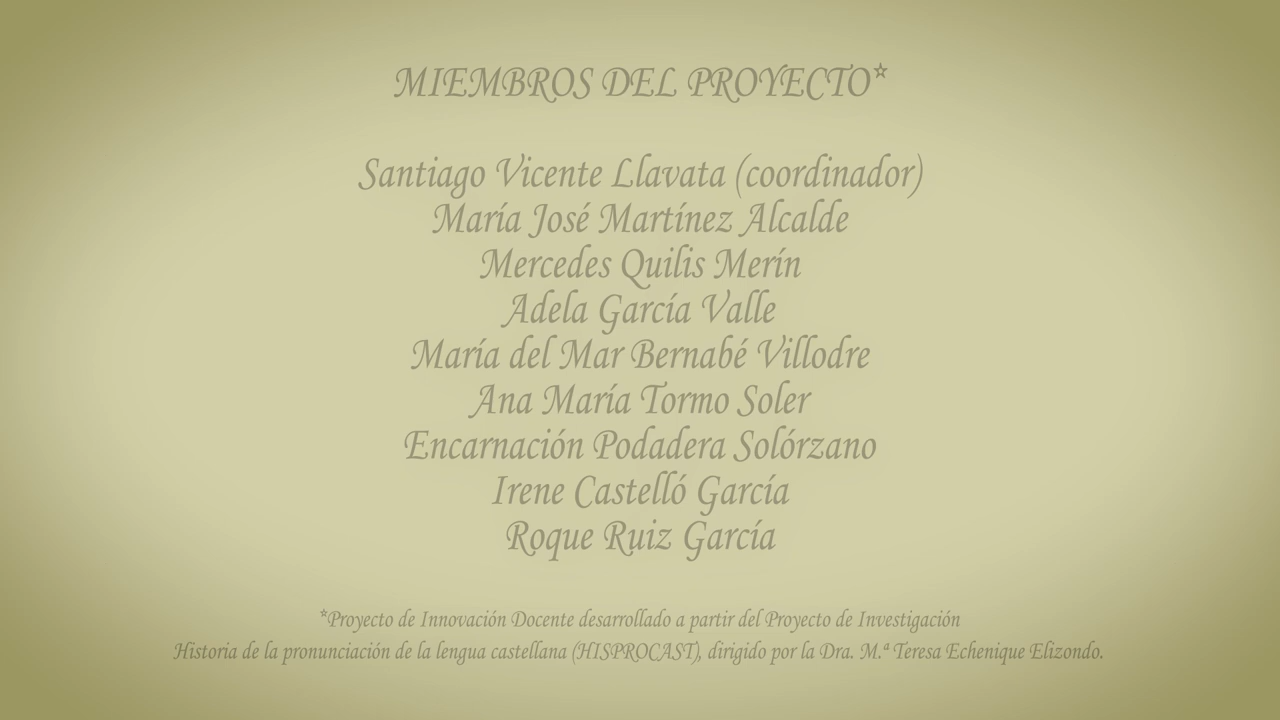 MIEMBROS DEL PROYECTO*
Santiago Vicente Llavata (coordinador)
María José Martínez Alcalde
Mercedes Quilis Merín
Adela García Valle
María del Mar Bernabé Villodre
Ana María Tormo Soler
Encarnación Podadera Solórzano
Irene Castelló García
Roque Ruiz García
*Proyecto de Innovación Docente desarrollado a partir del Proyecto de Investigación
Historia de la pronunciación de la lengua castellana (HISPROCAST), dirigido por la Dra. M.ª Teresa Echenique Elizondo.